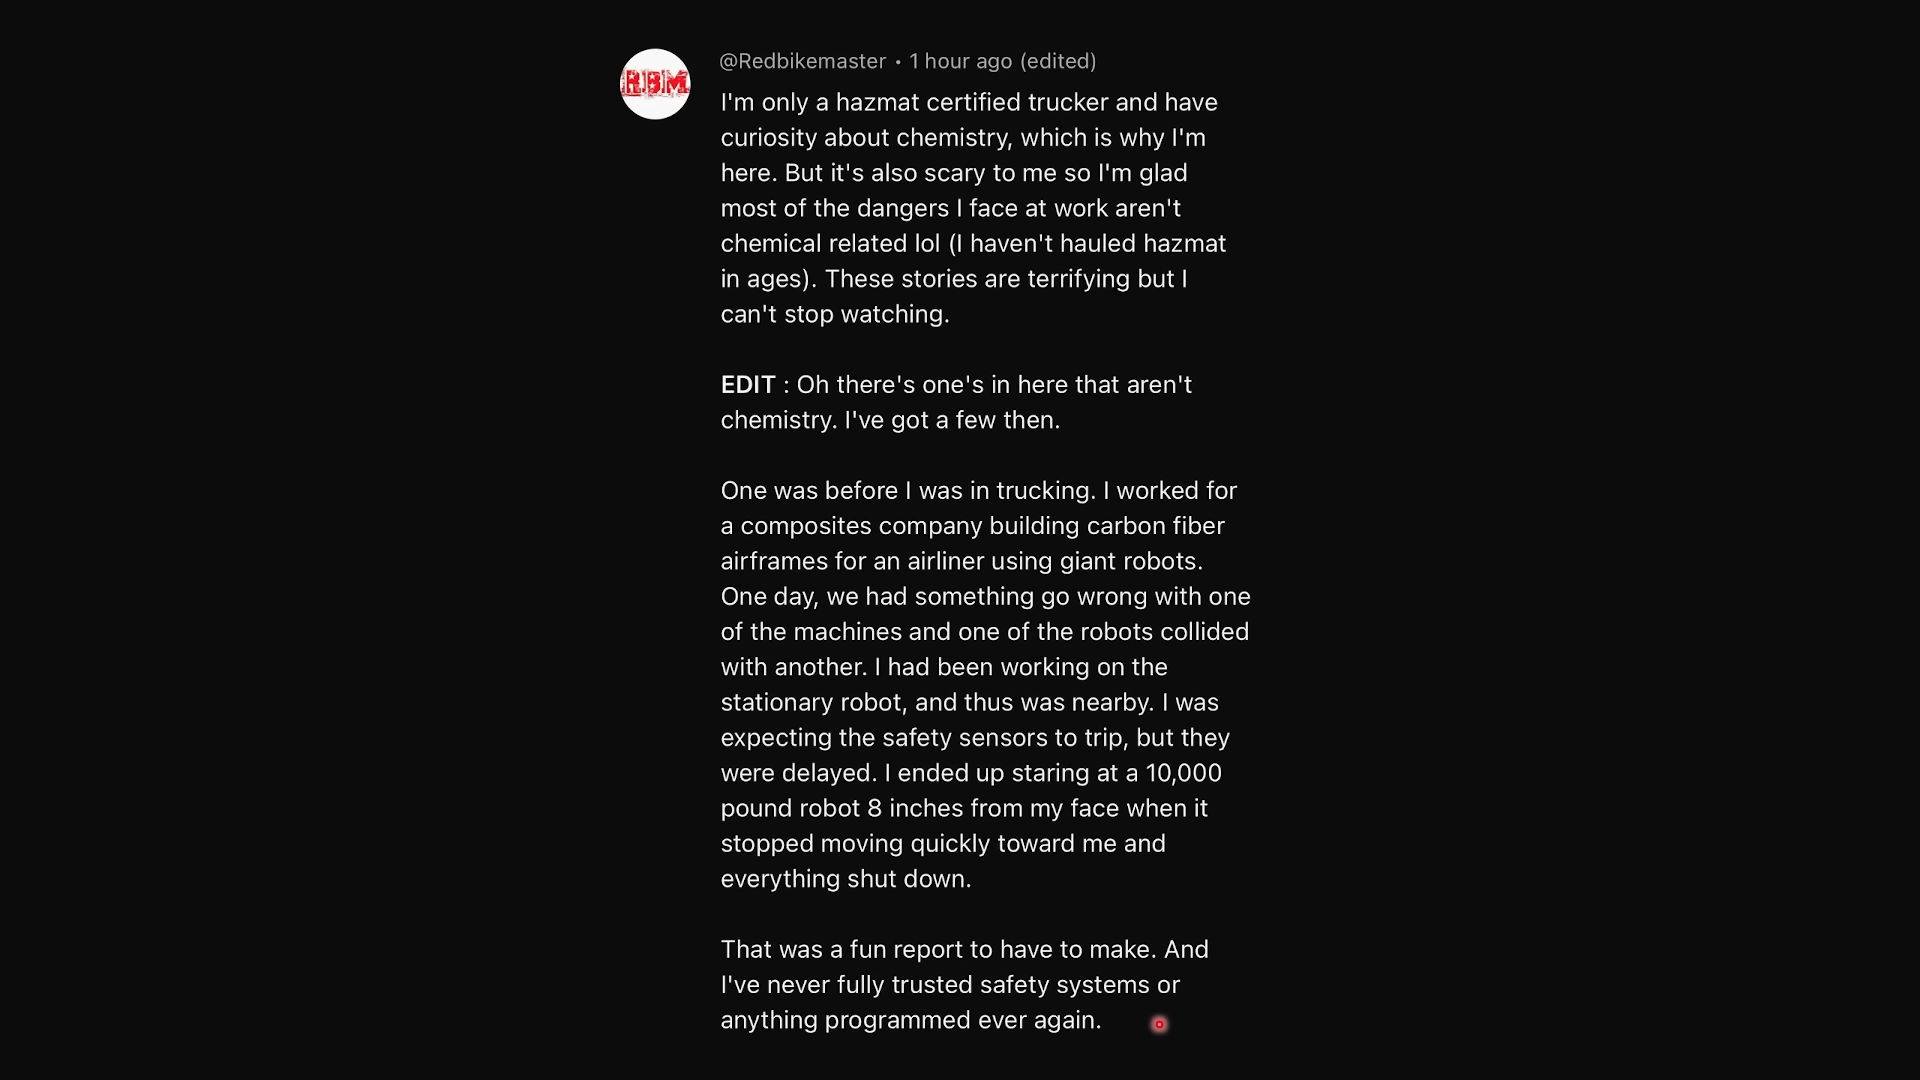 RBM
@Redbikemaster • 1 hour ago (edited)
I'm only a hazmat certified trucker and have
curiosity about chemistry, which is why I'm
here. But it's also scary to me so I'm glad
most of the dangers I face at work aren't
chemical related lol (I haven't hauled hazmat
in ages). These stories are terrifying but I
can't stop watching.
EDIT : Oh there's one's in here that aren't
chemistry. I've got a few then.
One was before I was in trucking. I worked for
a composites company building carbon fiber
airframes for an airliner using giant robots.
One day, we had something go wrong with one
of the machines and one of the robots collided
with another. I had been working on the
stationary robot, and thus was nearby. I was
expecting the safety sensors to trip, but they
were delayed. I ended up staring at a 10,000
pound robot 8 inches from my face when it
stopped moving quickly toward me and
everything shut down.
That was a fun report to have to make. And
I've never fully trusted safety systems or
anything programmed ever again.